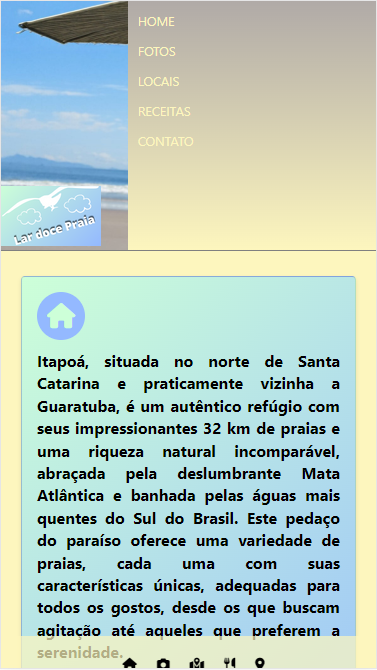 HOME
FOTOS
LOCAIS
RECEITAS
CONTATO
Lar doce Praia
Itapoá, situada no norte de Santa
Catarina e praticamente vizinha a
Guaratuba, é um autêntico refúgio com
seus impressionantes 32 km de praias e
uma riqueza natural incomparável,
abraçada pela deslumbrante Mata
Atlântica e banhada pelas águas mais
quentes do Sul do Brasil. Este pedaço
do paraíso oferece uma variedade de
praias, cada uma com suas
características únicas, adequadas para
todos os gostos, desde os que buscam
agitação até aqueles que preferem a
serenidade.